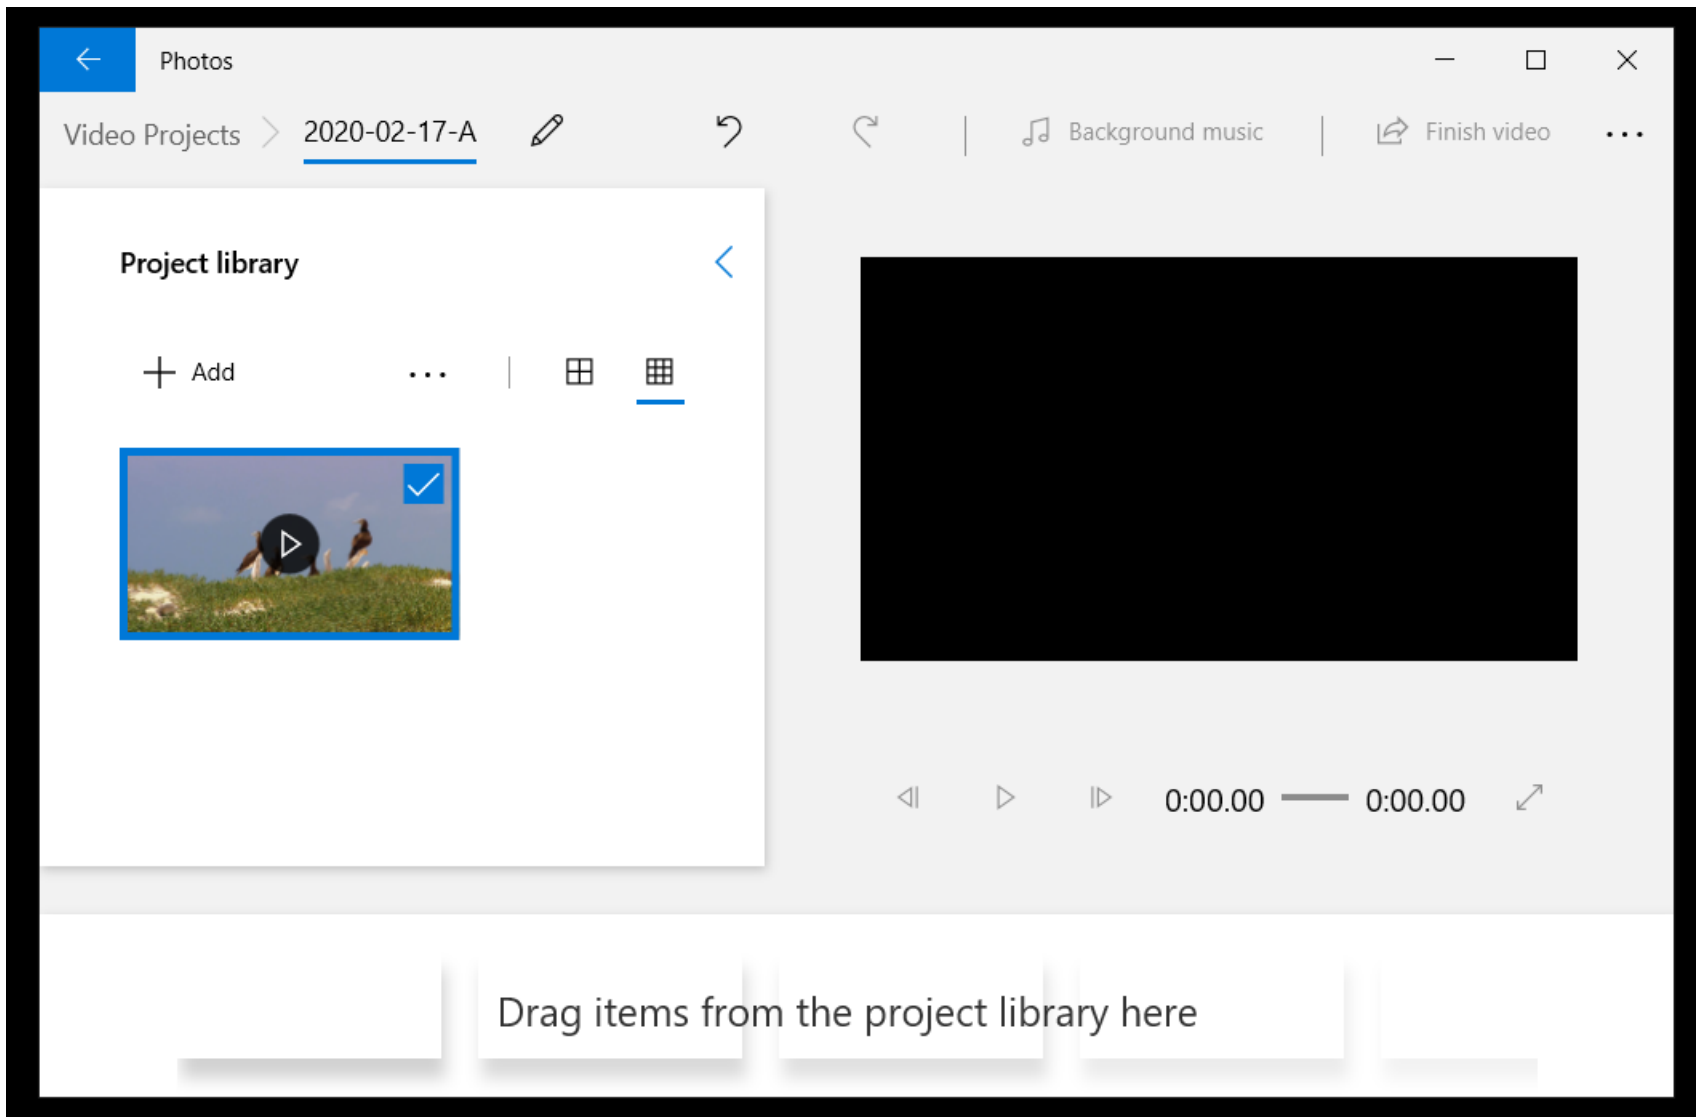 Photos
Video Projects
2020-02-17-A
Background music
Finish video
Project library
Add
0:00.00
0:00.00
Drag items from the project library here